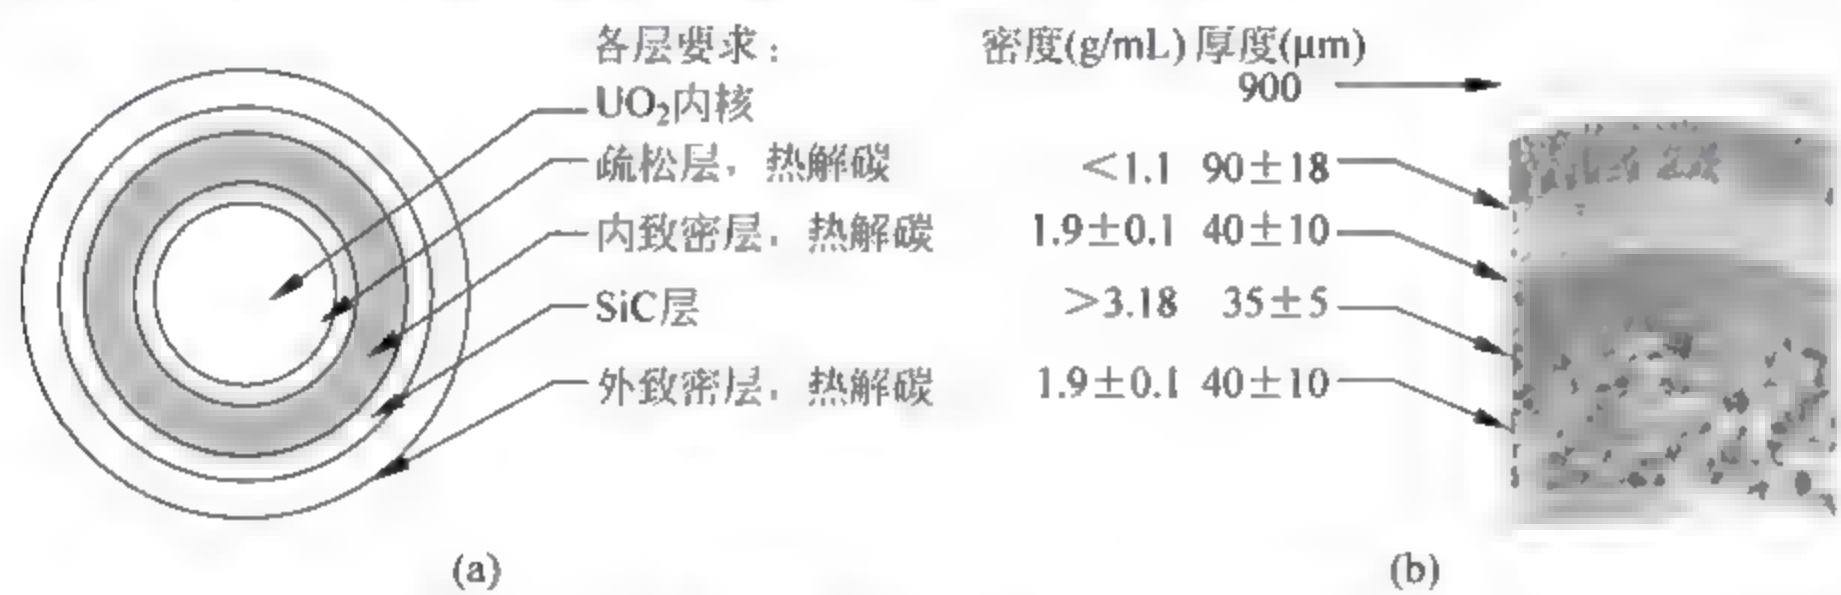 各层要求: 密度(g/mL) 厚度(μm)
UO₂内核 900
疏松层，热解碳 <1.1 90±18
内致密层，热解碳 1.9±0.1 40±10
SiC层 >3.18 35±5
外致密层，热解碳 1.9±0.1 40±10
(a) (b)